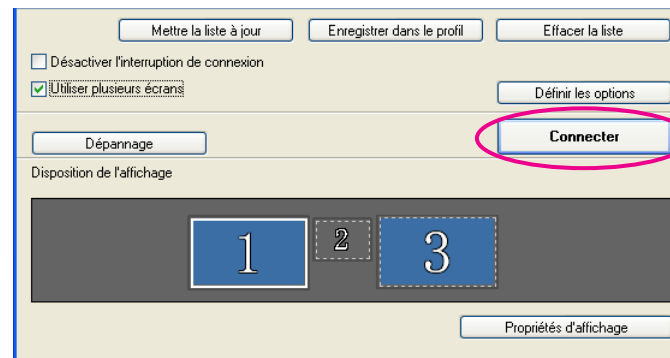 Mettre la liste à jour Enregistrer dans le profil Effacer la liste
Désactiver l'interruption de connexion
Utiliser plusieurs écrans
Définir les options
Connecter
Dépannage
Disposition de l'affichage
1 2 3
Propriétés d'affichage